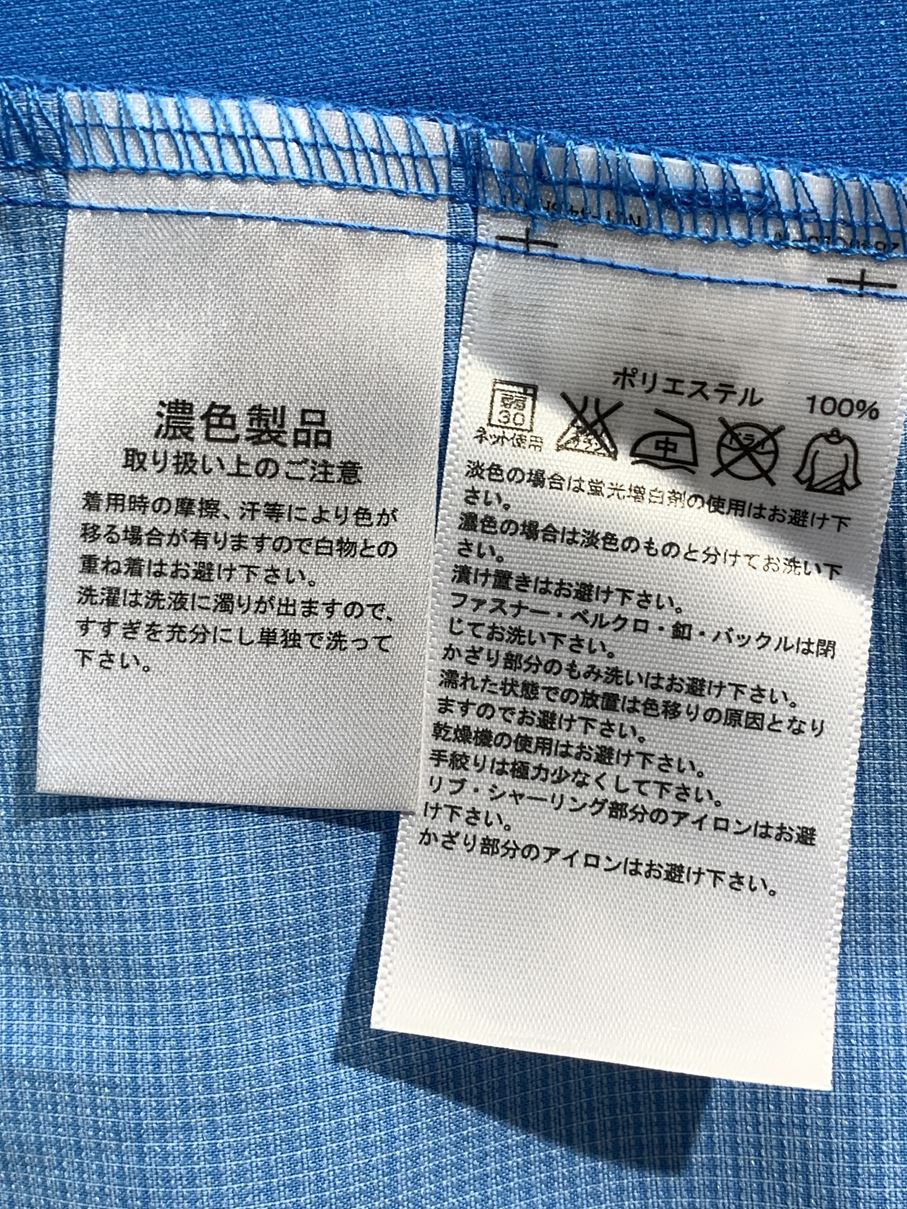 濃色製品
取り扱い上のご注意
着用時の摩擦、汗等により色が
移る場合が有りますので白物との
重ね着はお避け下さい。
洗濯は洗液に濁りが出ますので、
すすぎを充分にし単独で洗って
下さい。
ポリエステル 100%
弱
30
ネット使用
エンソサラシ
中
ドライ
淡色の場合は蛍光増白剤の使用はお避け下
さい。
濃色の場合は淡色のものと分けてお洗い下
さい。
漬け置きはお避け下さい。
ファスナー・ベルクロ・釦・バックルは閉
じてお洗い下さい。
かざり部分のもみ洗いはお避け下さい。
濡れた状態での放置は色移りの原因となり
ますのでお避け下さい。
乾燥機の使用はお避け下さい。
手絞りは極力少なくして下さい。
リブ・シャーリング部分のアイロンはお避
け下さい。
かざり部分のアイロンはお避け下さい。